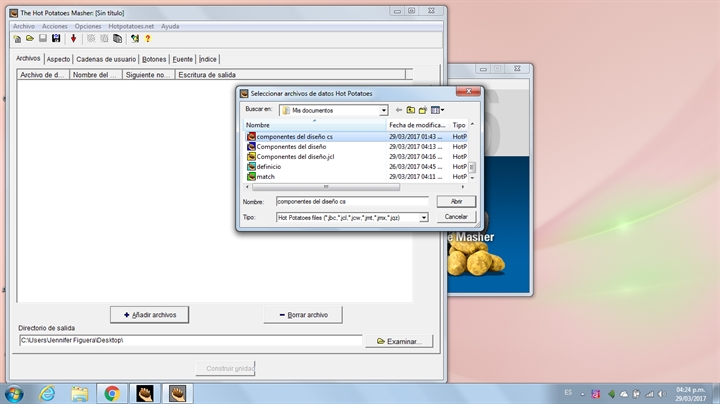 The Hot Potatoes Masher: [Sin título]
Archivo Acciones Opciones Hotpotatoes.net Ayuda
Archivos Aspecto Cadenas de usuario Botones Fuente Índice
Archivo de d... Nombre del ... Siguiente no... Escritura de salida
Seleccionar archivos de datos Hot Potatoes
Buscar en: Mis documentos
Nombre Fecha de modifica... Tipo
componentes del diseño cs 29/03/2017 01:43 ... HotP
Componentes del diseño 29/03/2017 04:13 ... HotP
Componentes del diseño.jcl 29/03/2017 04:16 ... HotP
definicio 26/03/2017 04:45 ... HotP
match 29/03/2017 04:11 ... HotP
Nombre: componentes del diseño cs Abrir
Tipo: Hot Potatoes files (*.jbc,*.jcl,*.jcw,*.jmt,*.jmx,*.jqz) Cancelar
e Masher
Añadir archivos Borrar archivo
Directorio de salida
C:\Users\Jennifer Figuera\Desktop\ Examinar...
Construir unidad
ES 04:24 p.m.
29/03/2017